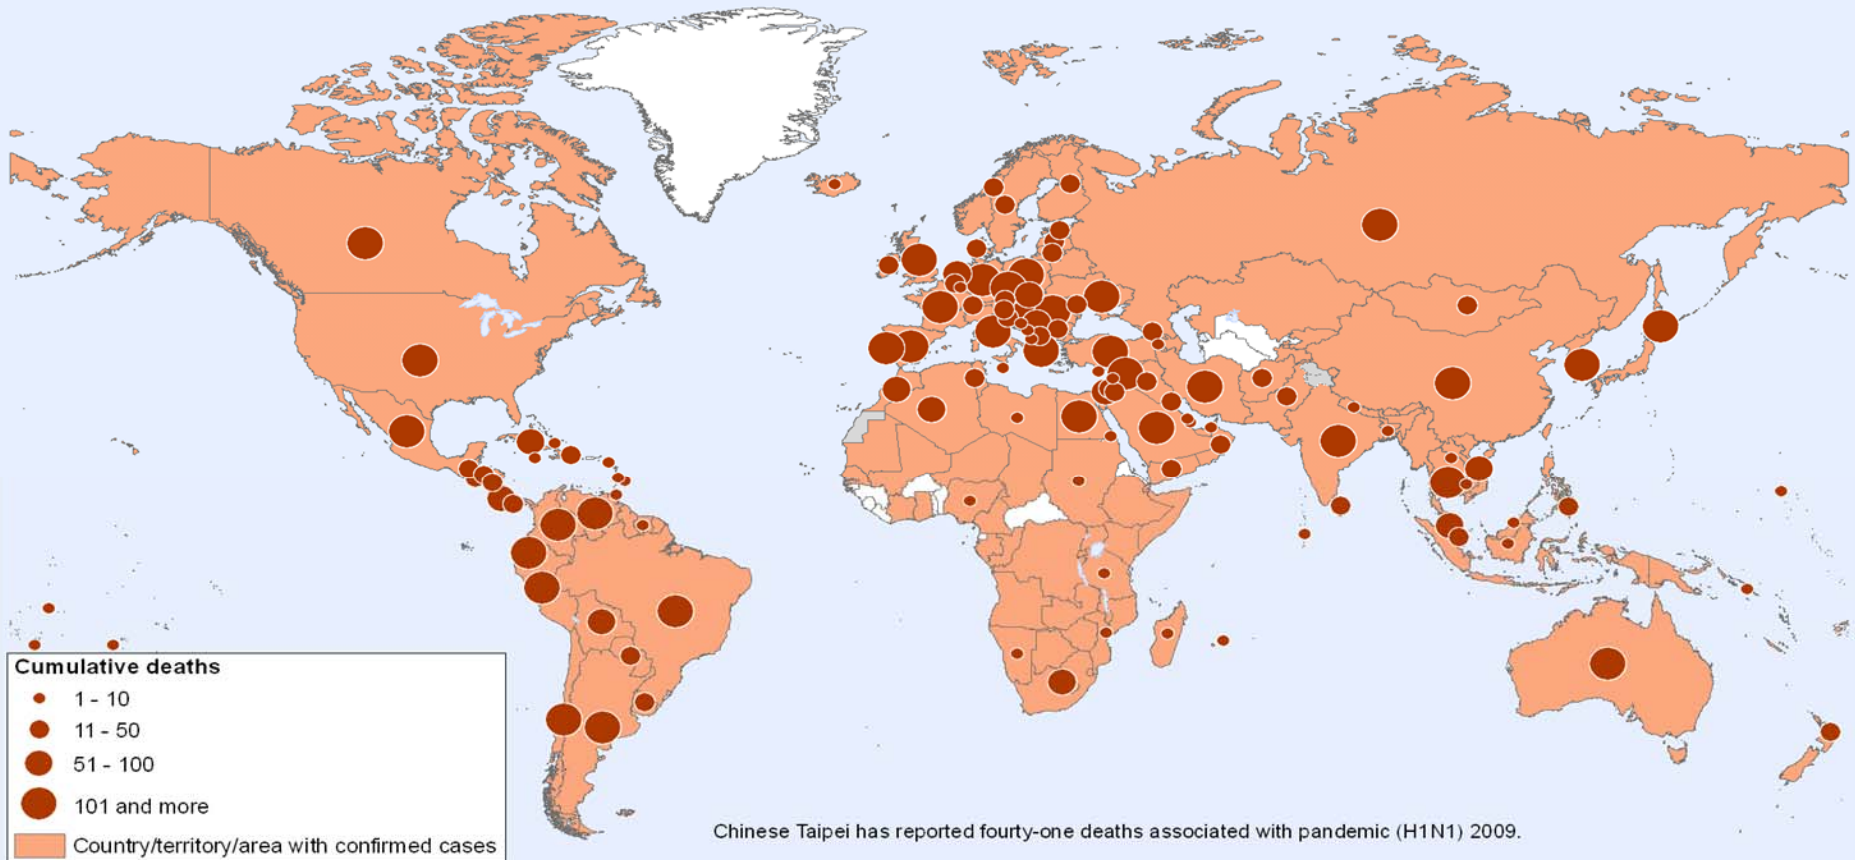 Cumulative deaths
1 - 10
11 - 50
51 - 100
101 and more
Country/territory/area with confirmed cases
Chinese Taipei has reported fourty-one deaths associated with pandemic (H1N1) 2009.